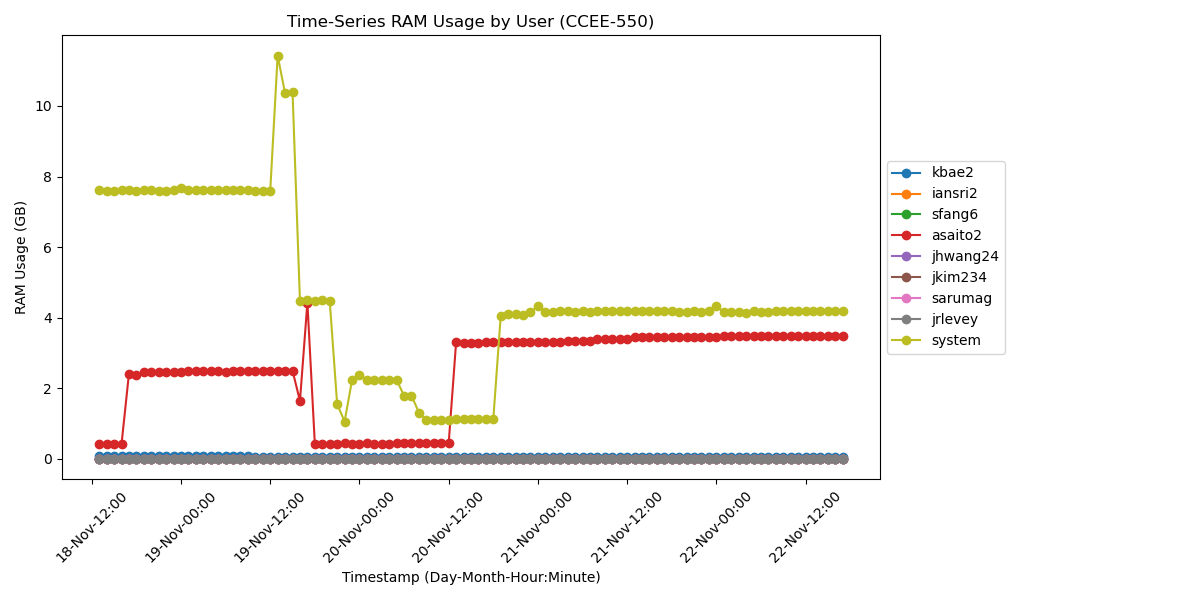 Time-Series RAM Usage by User (CCEE-550)
RAM Usage (GB)
10
8
6
4
2
0
18-Nov-12:00
19-Nov-00:00
19-Nov-12:00
20-Nov-00:00
20-Nov-12:00
21-Nov-00:00
21-Nov-12:00
22-Nov-00:00
22-Nov-12:00
Timestamp (Day-Month-Hour:Minute)
kbae2
iansri2
sfang6
asaito2
jhwang24
jkim234
sarumag
jrlevey
system